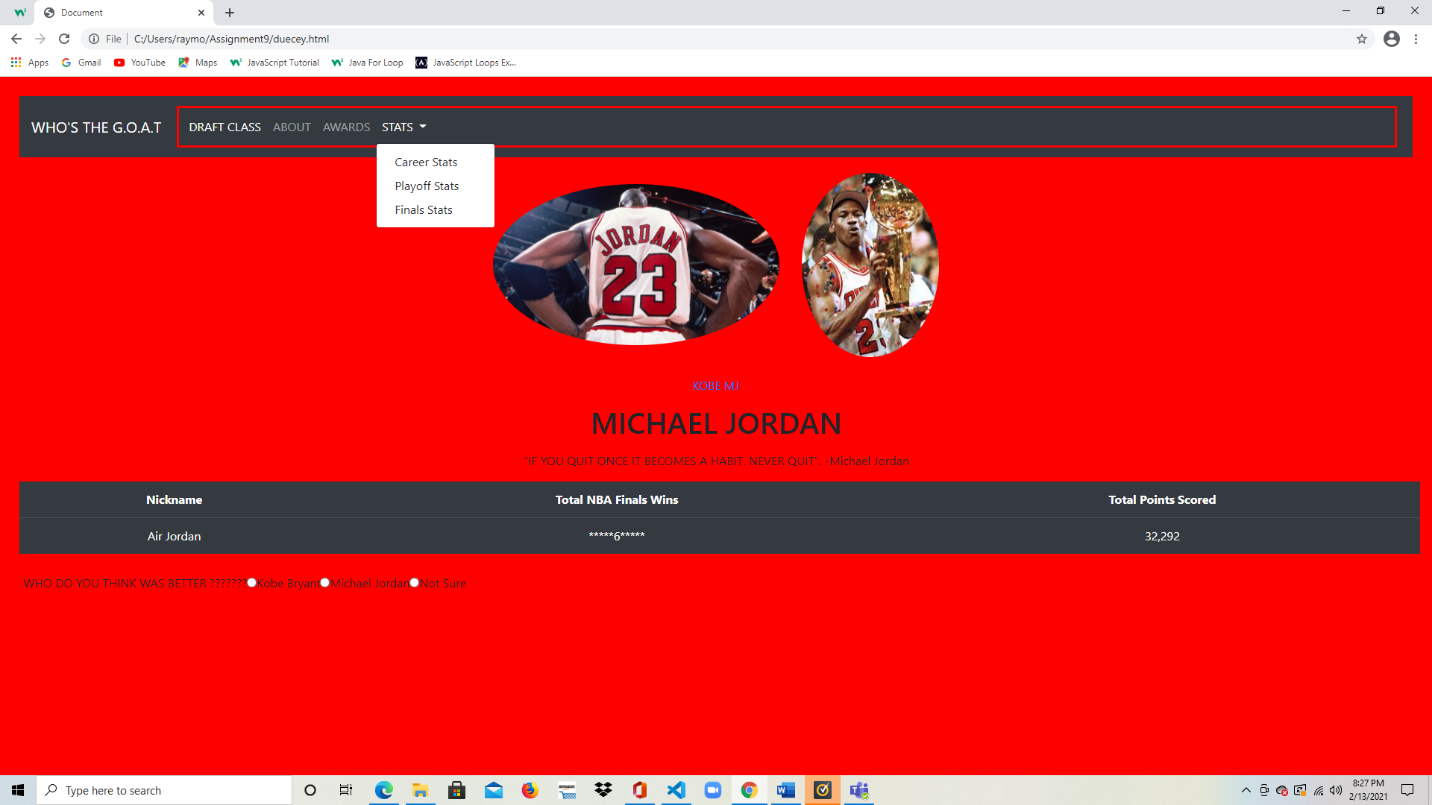 Document
File C:/Users/raymo/Assignment9/duecey.html
Apps Gmail YouTube Maps JavaScript Tutorial Java For Loop JavaScript Loops Ex...
WHO'S THE G.O.A.T DRAFT CLASS ABOUT AWARDS STATS
Career Stats
Playoff Stats
Finals Stats
JORDAN
23
KOBE MJ
MICHAEL JORDAN
"IF YOU QUIT ONCE IT BECOMES A HABIT. NEVER QUIT". -Michael Jordan
Nickname Total NBA Finals Wins Total Points Scored
Air Jordan *****6***** 32,292
WHO DO YOU THINK WAS BETTER ??????? Kobe Bryant Michael Jordan Not Sure
Type here to search
8:27 PM
2/13/2021